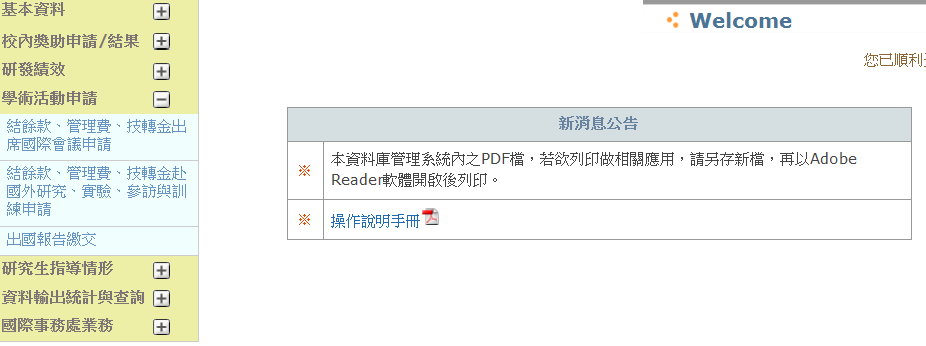 基本資料
校內獎助申請/結果
研發績效
學術活動申請
結餘款、管理費、技轉金出
席國際會議申請
結餘款、管理費、技轉金赴
國外研究、實驗、參訪與訓
練申請
出國報告繳交
研究生指導情形
資料輸出統計與查詢
國際事務處業務
Welcome
您已順利
新消息公告
※ 本資料庫管理系統內之PDF檔，若欲列印做相關應用，請另存新檔，再以Adobe
Reader軟體開啟後列印。
※ 操作說明手冊